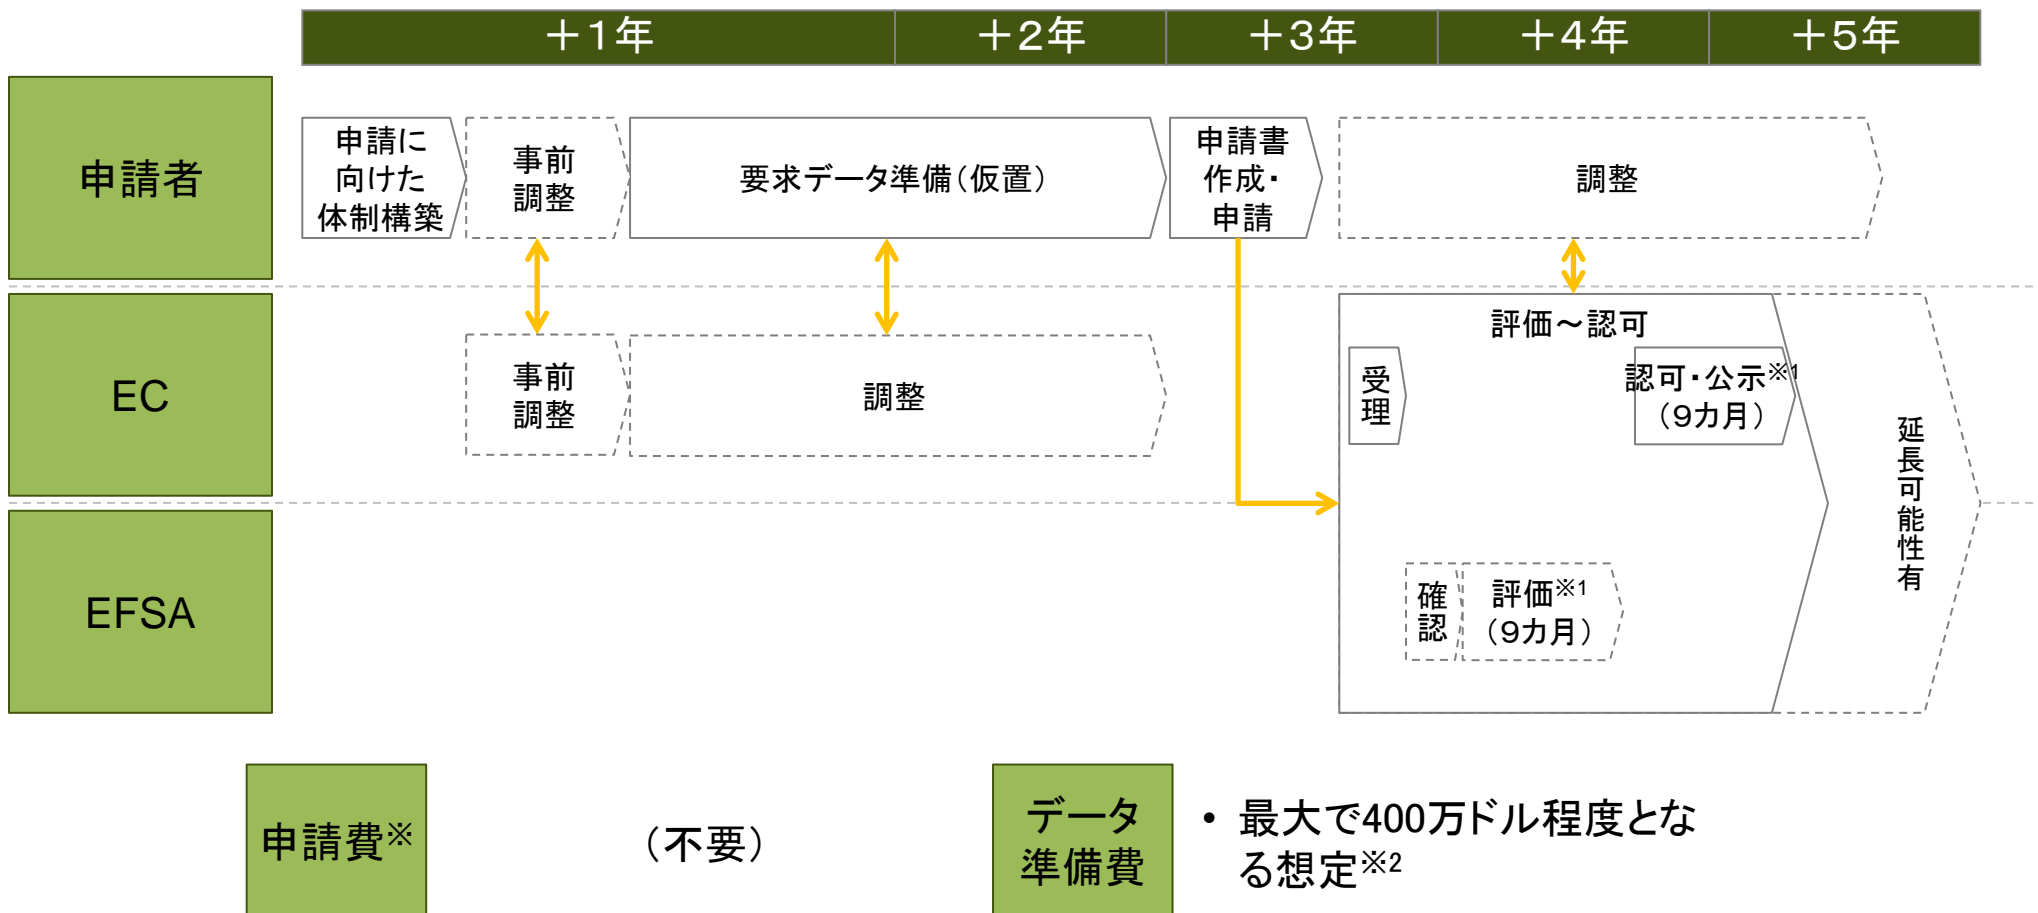 ＋1年
＋2年
＋3年
＋4年
＋5年
申請者
申請に
向けた
体制構築
事前
調整
要求データ準備（仮置）
申請書
作成・
申請
調整
EC
事前
調整
調整
評価～認可
受
理
認可・公示※1
（9カ月）
延
長
可
能
性
有
EFSA
確
認
評価※1
（9カ月）
申請費※
（不要）
データ
準備費
• 最大で400万ドル程度とな
る想定※2